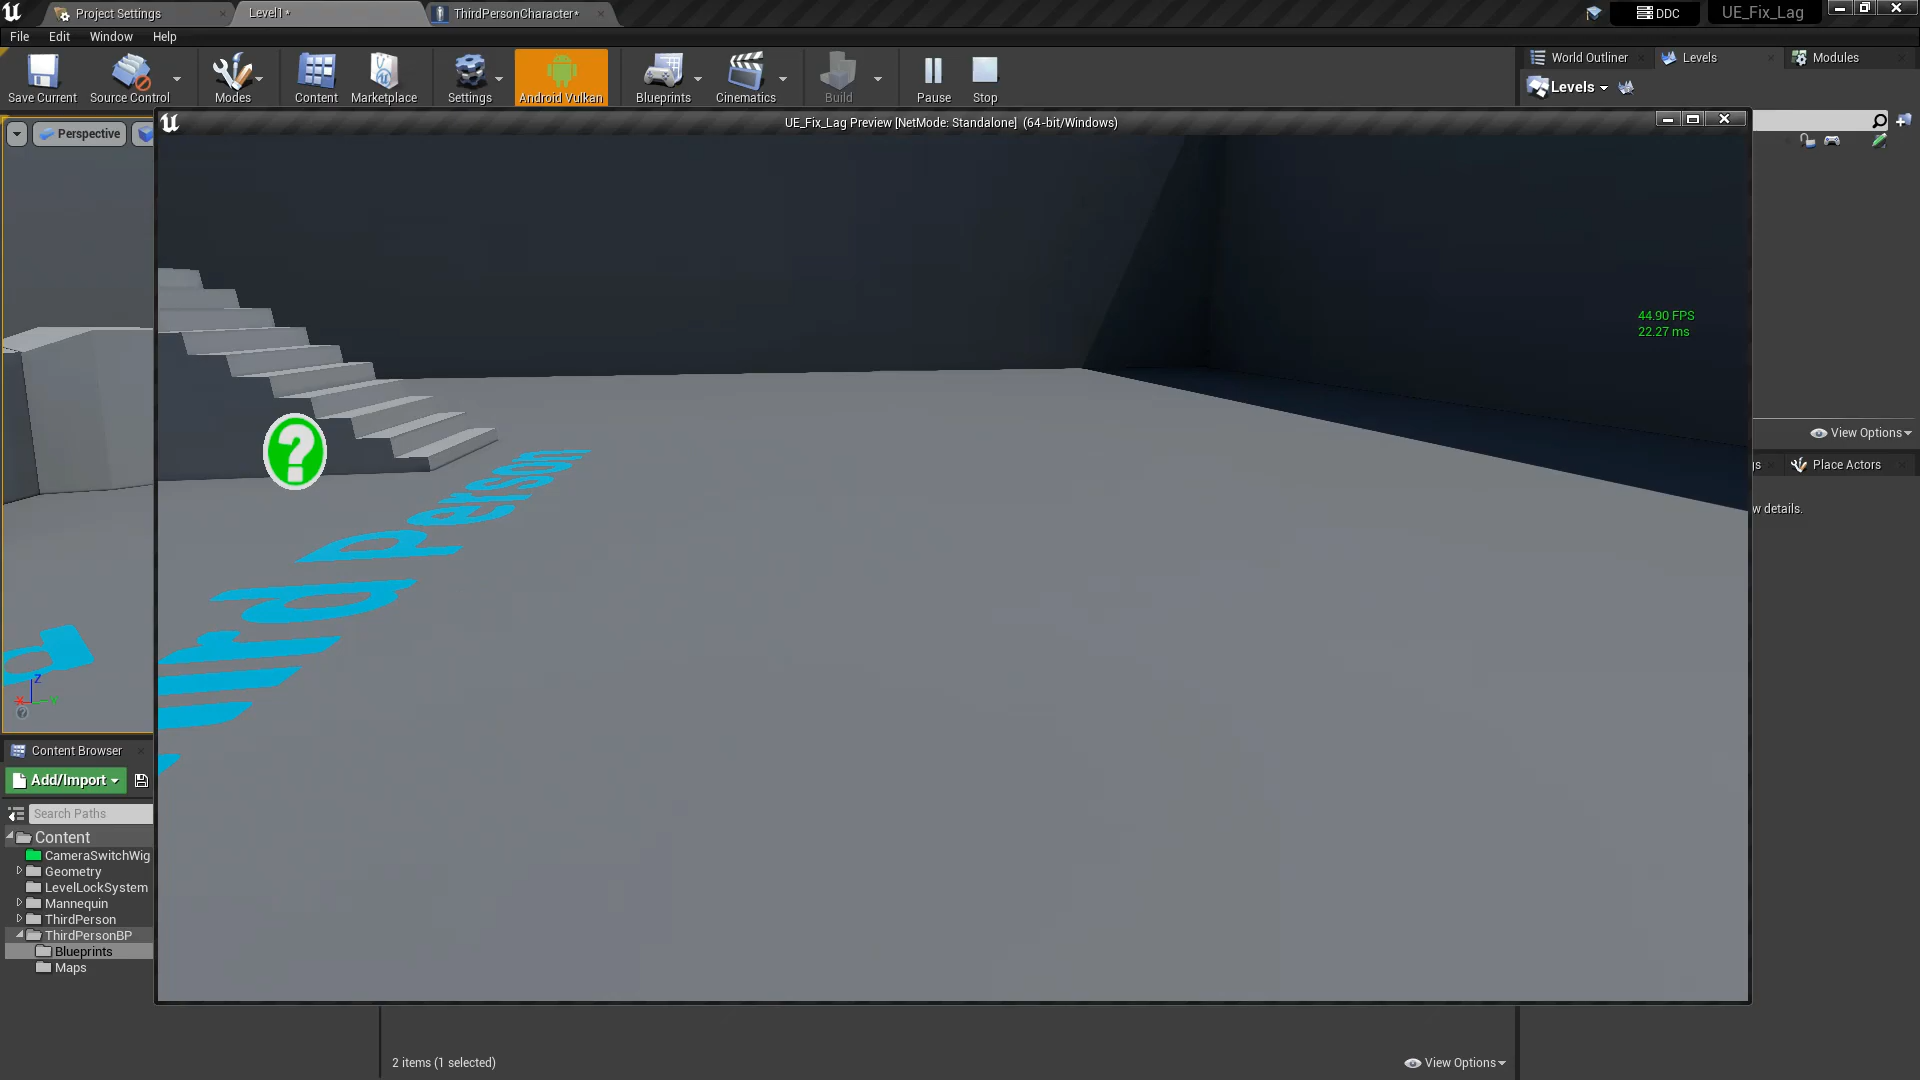 Project Settings
Level1*
ThirdPersonCharacter*
DDC
UE_Fix_Lag
File
Edit
Window
Help
Save Current
Source Control
Modes
Content
Marketplace
Settings
Android Vulkan
Blueprints
Cinematics
Build
Pause
Stop
World Outliner
Levels
Modules
Levels
Perspective
UE_Fix_Lag Preview [NetMode: Standalone] (64-bit/Windows)
44.90 FPS
22.27 ms
View Options
Place Actors
w details.
?
Third Person
Z
X
Content Browser
Add/Import
Search Paths
Content
CameraSwitchWig
Geometry
LevelLockSystem
Mannequin
ThirdPerson
ThirdPersonBP
Blueprints
Maps
2 items (1 selected)
View Options